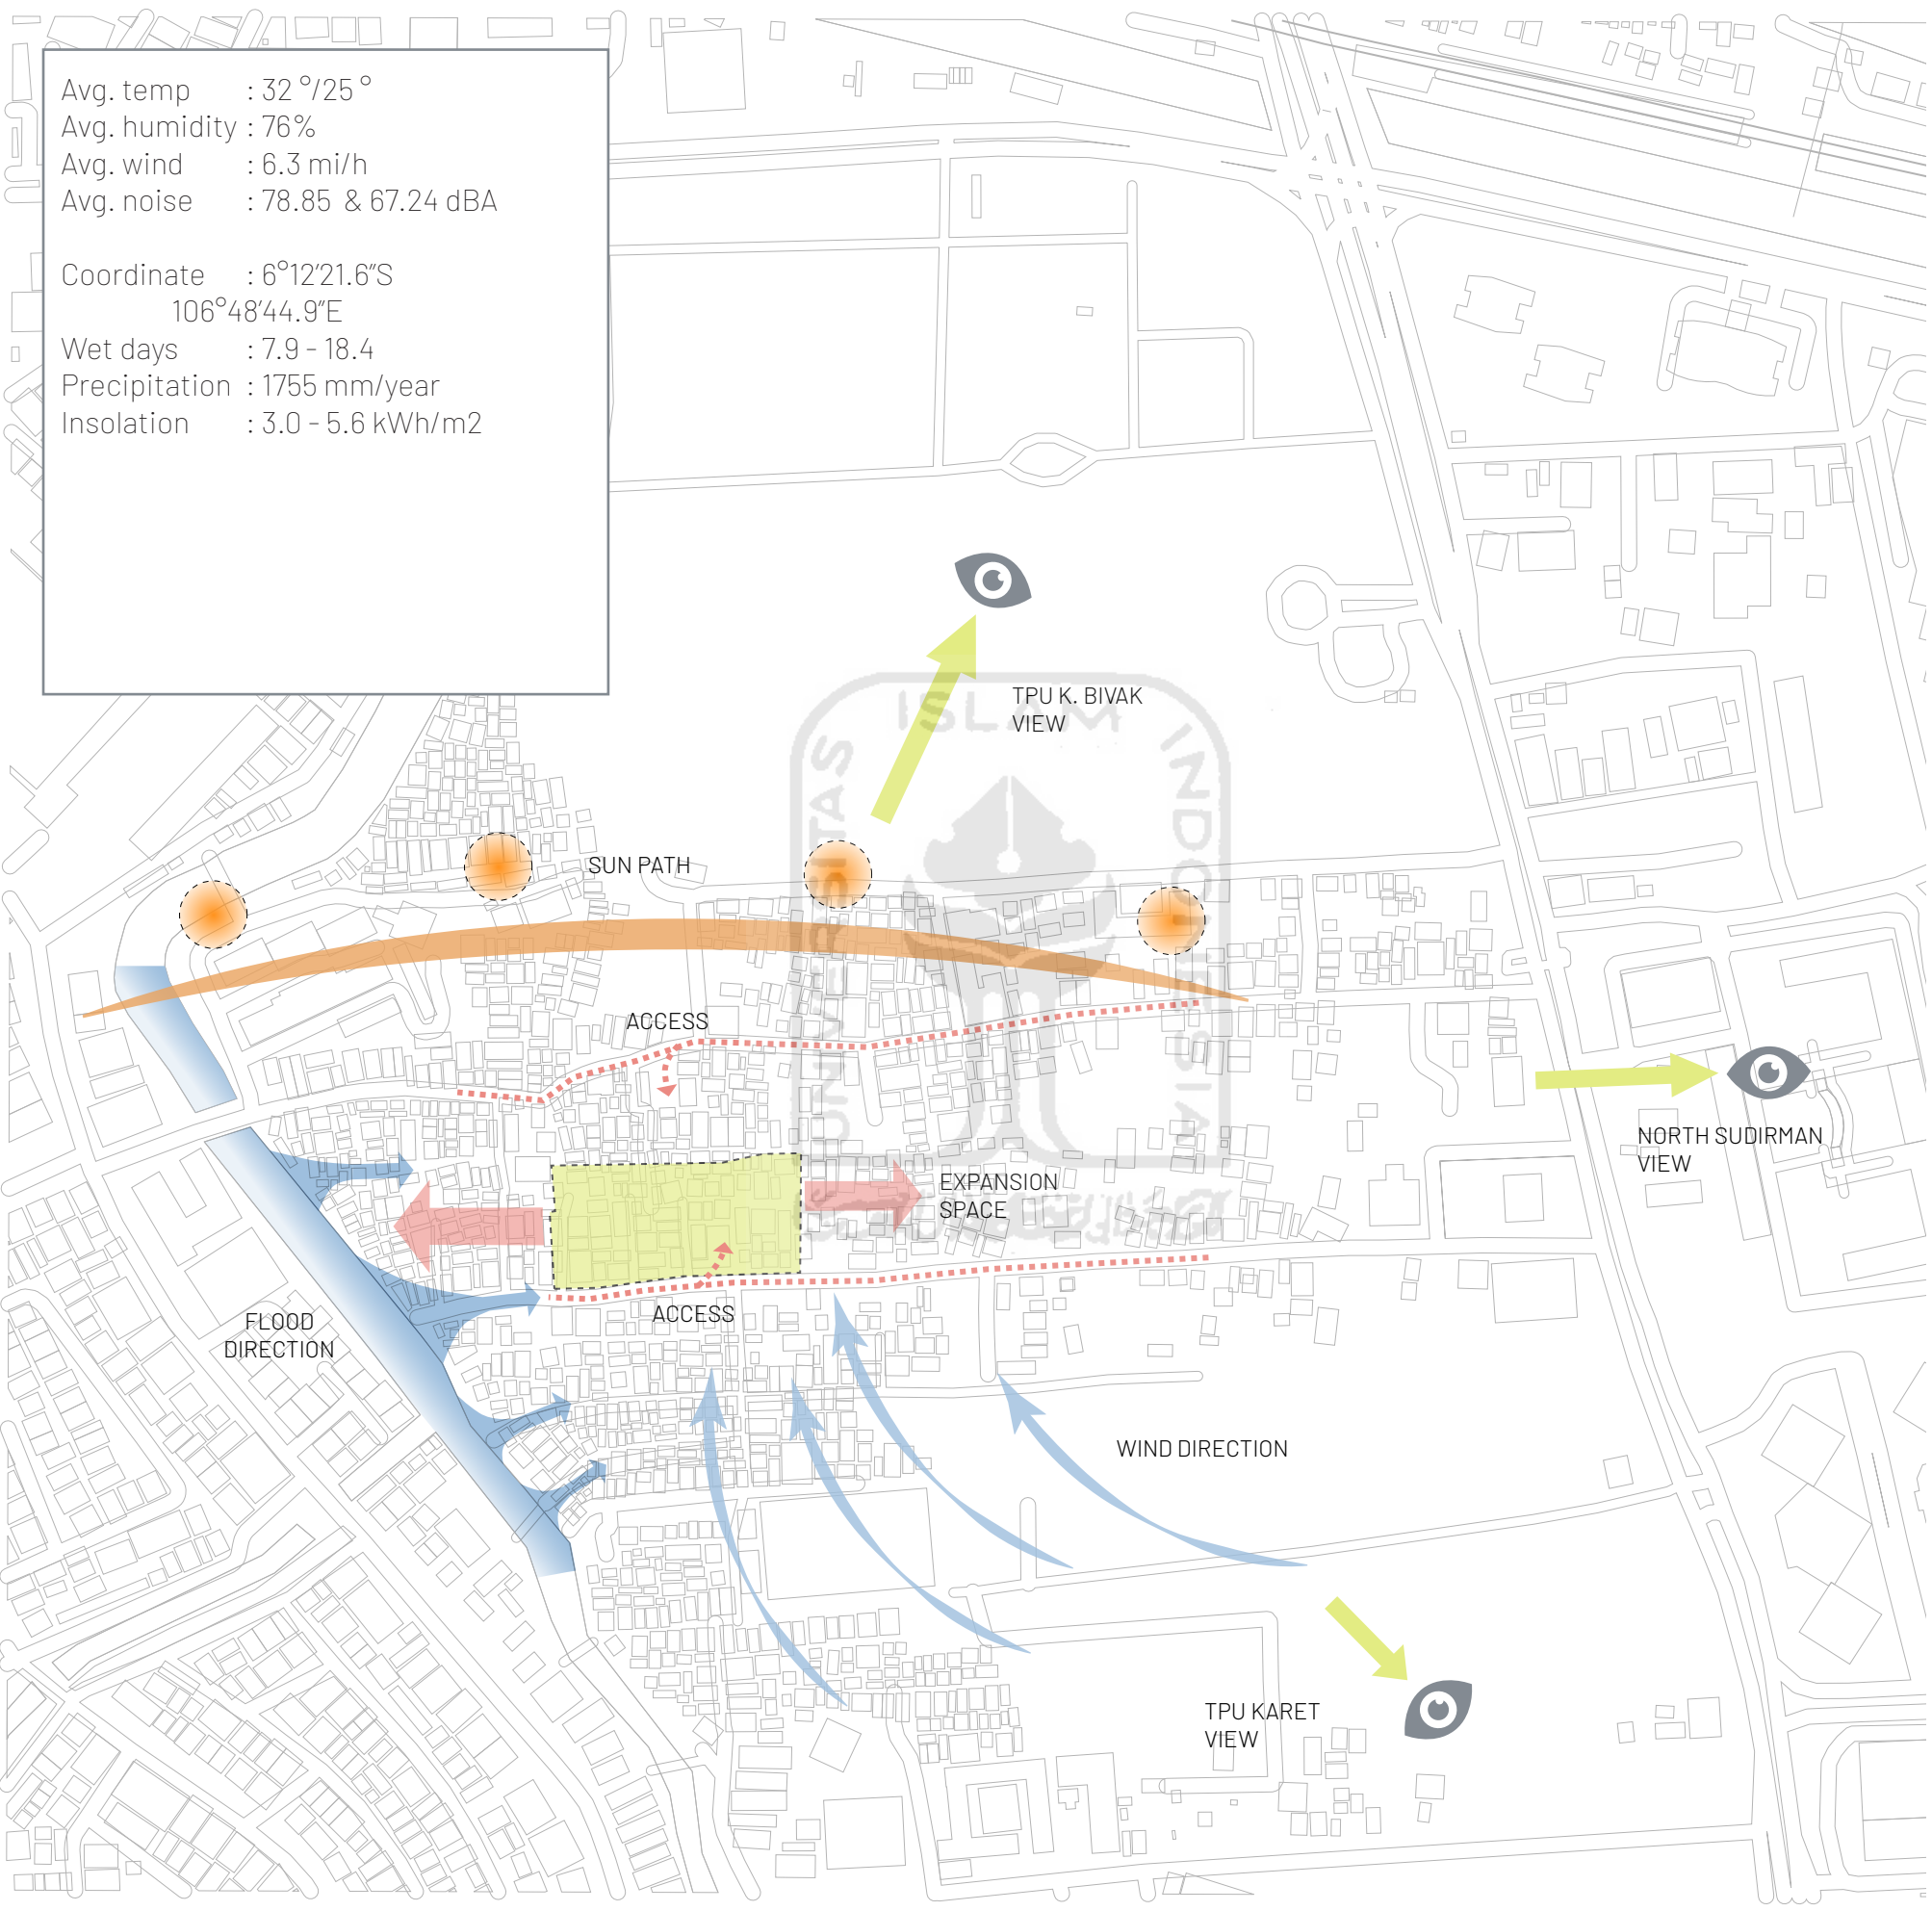 Avg. temp : 32 °/25 °
Avg. humidity : 76%
Avg. wind : 6.3 mi/h
Avg. noise : 78.85 & 67.24 dBA
Coordinate : 6°12'21.6"S
106°48'44.9"E
Wet days : 7.9 - 18.4
Precipitation : 1755 mm/year
Insolation : 3.0 - 5.6 kWh/m2
TPU K. BIVAK
VIEW
ISLAM
UNIVERSITAS
INDONESIA
SUN PATH
ACCESS
NORTH SUDIRMAN
VIEW
EXPANSION
SPACE
FLOOD
DIRECTION
ACCESS
WIND DIRECTION
TPU KARET
VIEW